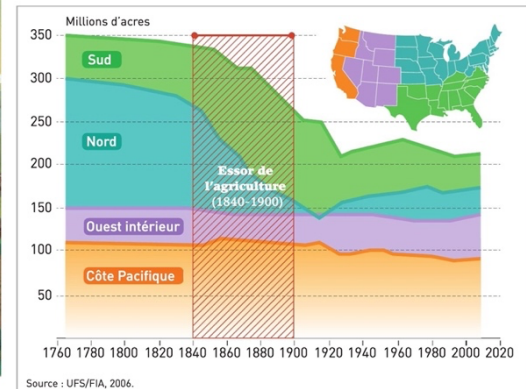 Millions d'acres
350
300
250
200
150
100
50
Sud
Nord
Ouest intérieur
Côte Pacifique
Essor de
l'agriculture
(1840-1900)
1760 1780 1800 1820 1840 1860 1880 1900 1920 1940 1960 1980 2000 2020
Source : UFS/FIA, 2006.